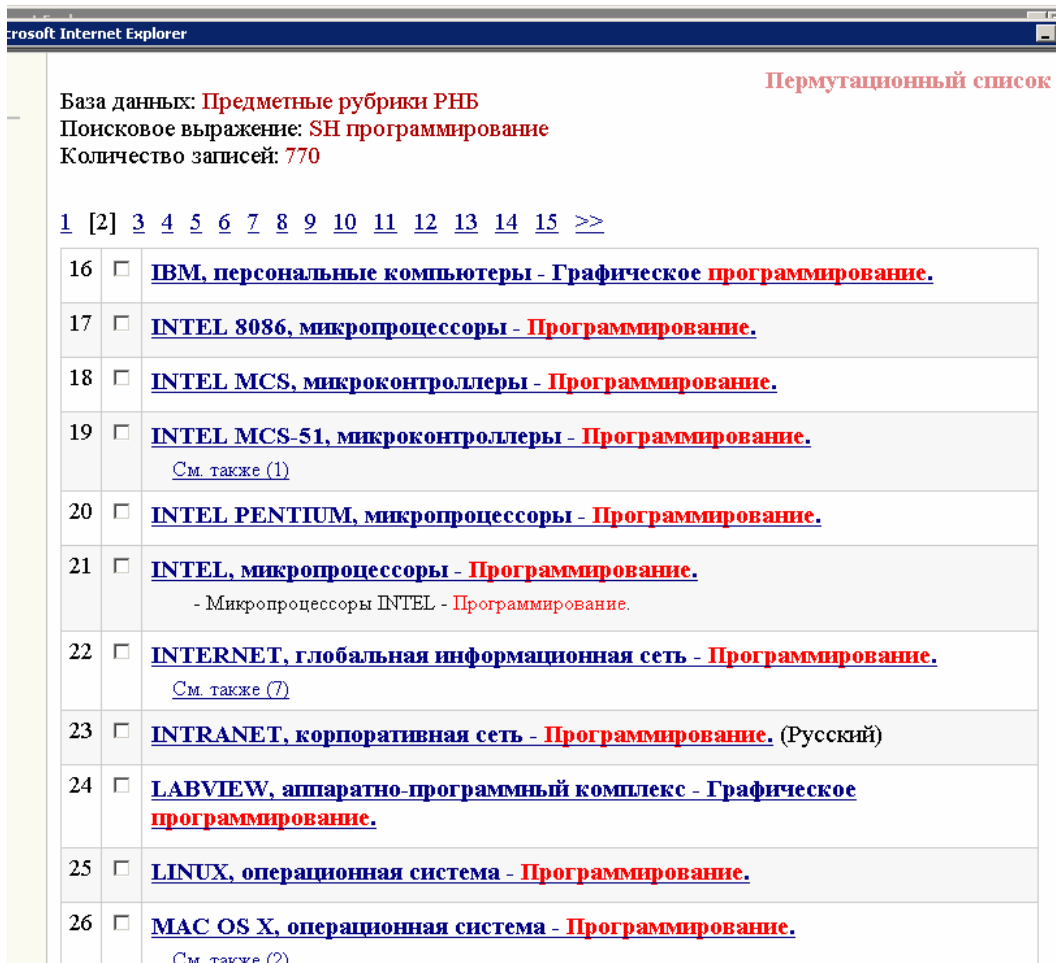 crosoft Internet Explorer
Пермутационный список
База данных: Предметные рубрики РНБ
Поисковое выражение: SH программирование
Количество записей: 770
1 [2] 3 4 5 6 7 8 9 10 11 12 13 14 15 >>
16 IBM, персональные компьютеры - Графическое программирование.
17 INTEL 8086, микропроцессоры - Программирование.
18 INTEL MCS, микроконтроллеры - Программирование.
19 INTEL MCS-51, микроконтроллеры - Программирование.
См. также (1)
20 INTEL PENTIUM, микропроцессоры - Программирование.
21 INTEL, микропроцессоры - Программирование.
- Микропроцессоры INTEL - Программирование.
22 INTERNET, глобальная информационная сеть - Программирование.
См. также (7)
23 INTRANET, корпоративная сеть - Программирование. (Русский)
24 LABVIEW, аппаратно-программный комплекс - Графическое
программирование.
25 LINUX, операционная система - Программирование.
26 MAC OS X, операционная система - Программирование.
См. также (2)